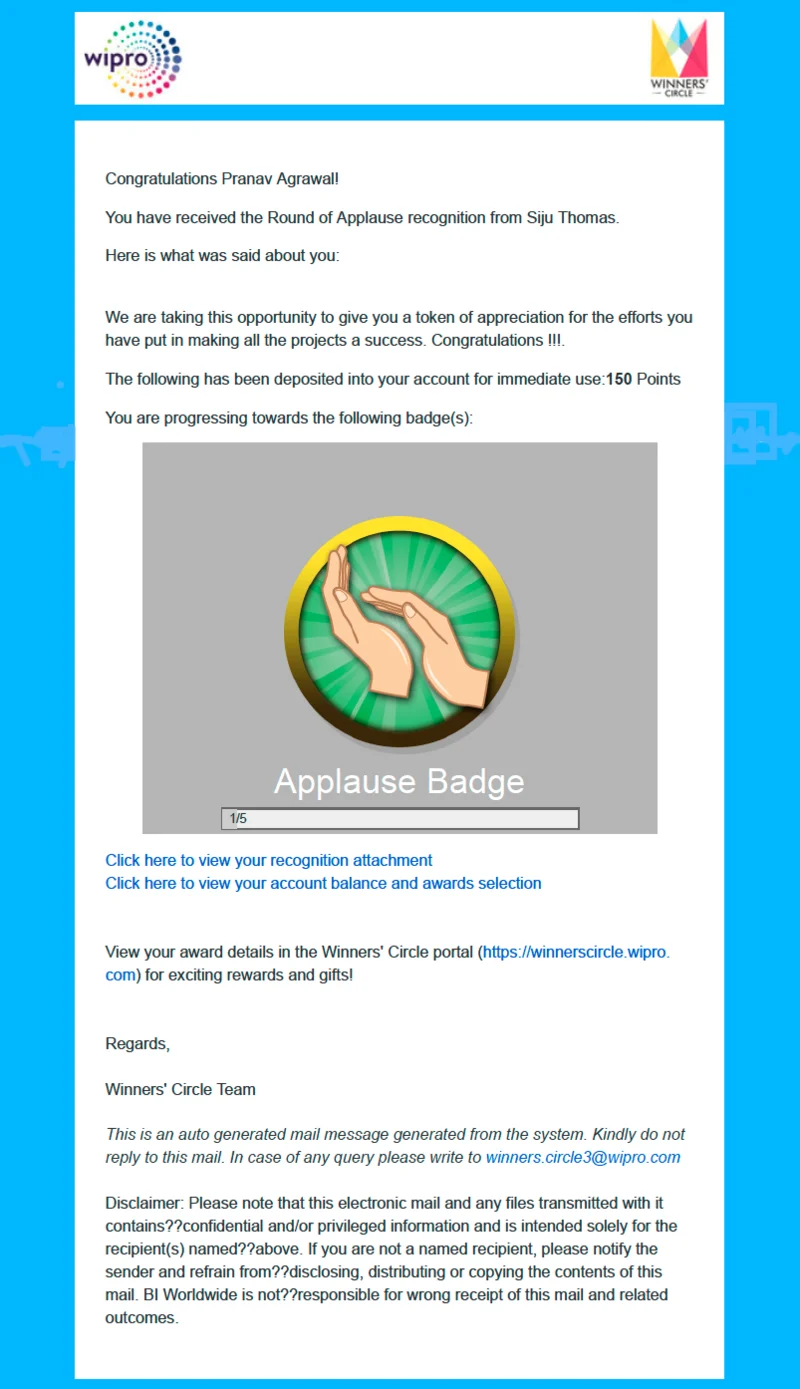 wipro
WINNERS'
CIRCLE
Congratulations Pranav Agrawal!
You have received the Round of Applause recognition from Siju Thomas.
Here is what was said about you:
We are taking this opportunity to give you a token of appreciation for the efforts you
have put in making all the projects a success. Congratulations !!!.
The following has been deposited into your account for immediate use:150 Points
You are progressing towards the following badge(s):
Applause Badge
1/5
Click here to view your recognition attachment
Click here to view your account balance and awards selection
View your award details in the Winners' Circle portal (https://winnerscircle.wipro.
com) for exciting rewards and gifts!
Regards,
Winners' Circle Team
This is an auto generated mail message generated from the system. Kindly do not
reply to this mail. In case of any query please write to winners.circle3@wipro.com
Disclaimer: Please note that this electronic mail and any files transmitted with it
contains??confidential and/or privileged information and is intended solely for the
recipient(s) named??above. If you are not a named recipient, please notify the
sender and refrain from??disclosing, distributing or copying the contents of this
mail. BI Worldwide is not??responsible for wrong receipt of this mail and related
outcomes.